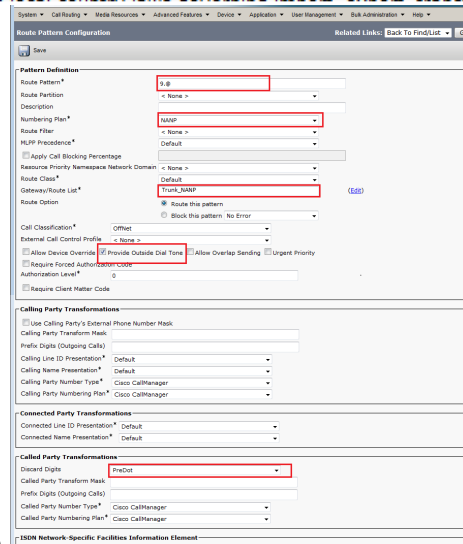 System ▼ Call Routing ▼ Media Resources ▼ Advanced Features ▼ Device ▼ Application ▼ User Management ▼ Bulk Administration ▼ Help ▼
Route Pattern Configuration Related Links: Back To Find/List
Save
Pattern Definition
Route Pattern* 9.@
Route Partition < None >
Description
Numbering Plan* NANP
Route Filter < None >
MLPP Precedence* Default
Apply Call Blocking Percentage
Resource Priority Namespace Network Domain < None >
Route Class* Default
Gateway/Route List* Trunk_NANP (Edit)
Route Option Route this pattern
Block this pattern No Error
Call Classification* OffNet
External Call Control Profile < None >
Allow Device Override Provide Outside Dial Tone Allow Overlap Sending Urgent Priority
Require Forced Authorization Code
Authorization Level* 0
Require Client Matter Code
Calling Party Transformations
Use Calling Party's External Phone Number Mask
Calling Party Transform Mask
Prefix Digits (Outgoing Calls)
Calling Line ID Presentation* Default
Calling Name Presentation* Default
Calling Party Number Type* Cisco CallManager
Calling Party Numbering Plan* Cisco CallManager
Connected Party Transformations
Connected Line ID Presentation* Default
Connected Name Presentation* Default
Called Party Transformations
Discard Digits PreDot
Called Party Transform Mask
Prefix Digits (Outgoing Calls)
Called Party Number Type* Cisco CallManager
Called Party Numbering Plan* Cisco CallManager
ISDN Network-Specific Facilities Information Element